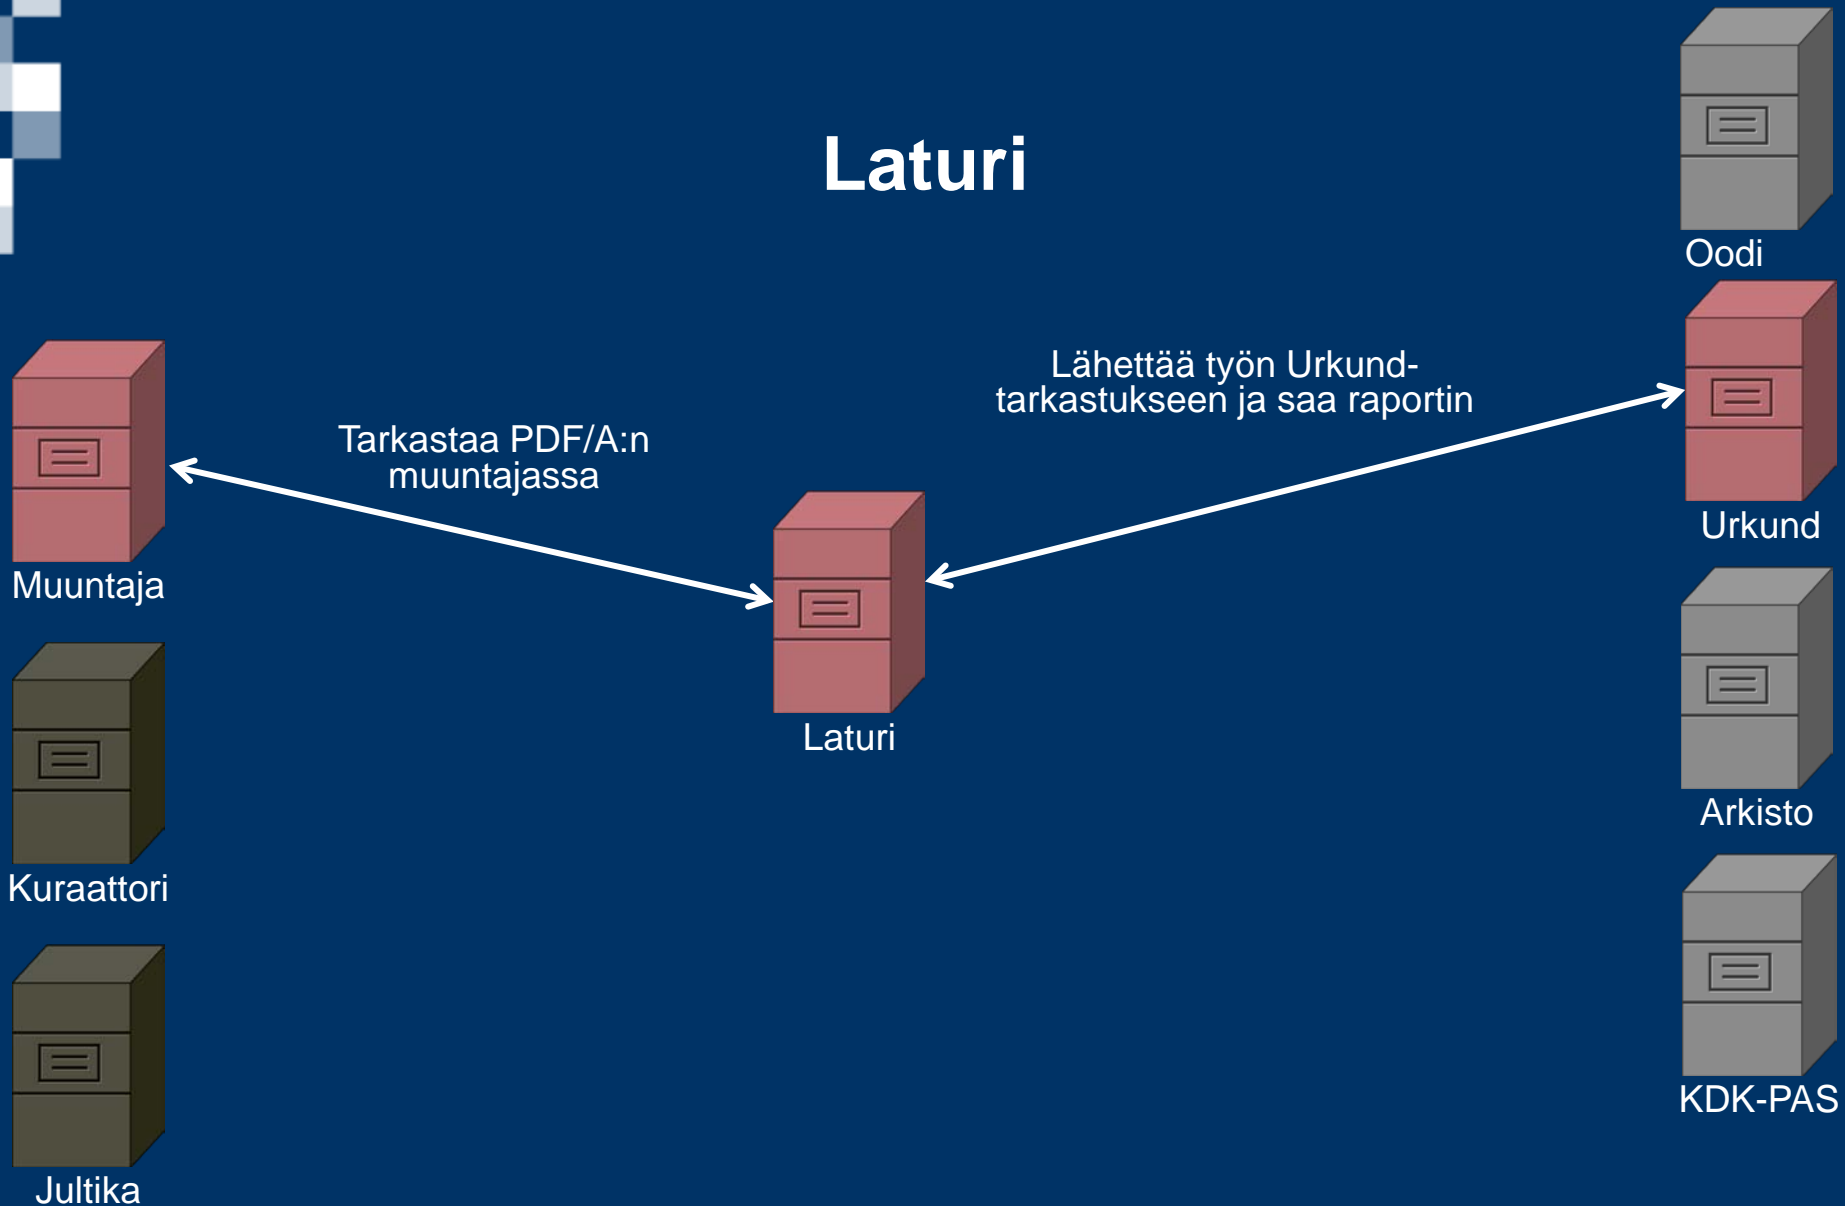 Laturi
Oodi
Lähettää työn Urkund-
tarkastukseen ja saa raportin
Tarkastaa PDF/A:n
muuntajassa
Urkund
Muuntaja
Laturi
Arkisto
Kuraattori
KDK-PAS
Jultika